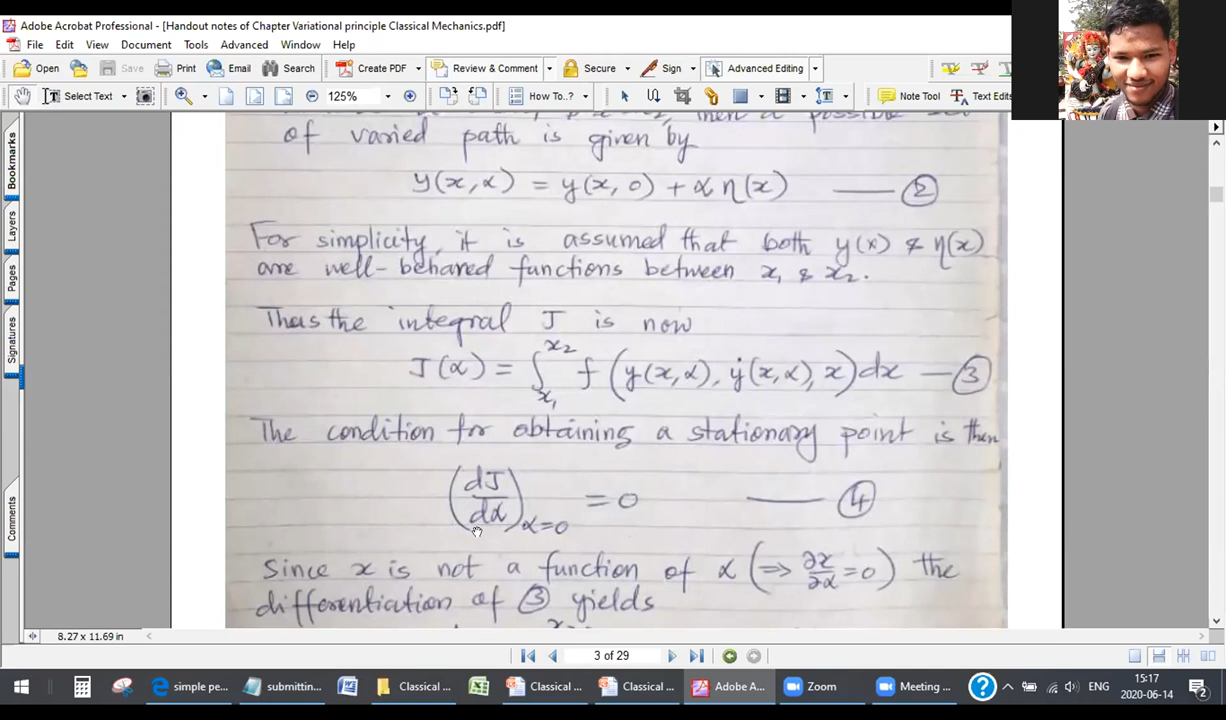 Adobe Acrobat Professional - [Handout notes of Chapter Variational principle Classical Mechanics.pdf]
File Edit View Document Tools Advanced Window Help
Open Save Print Email Search Create PDF Review & Comment Secure Sign Advanced Editing
Select Text 125% How To..? Note Tool Text Edits
of varied path is given by
y(x,α) = y(x,0) + αη(x) —— ②
For simplicity, it is assumed that both y(x) & η(x)
are well-behaved functions between x₁ & x₂.
Thus the integral J is now
J(α) = ∫ₓ₁ˣ² f(y(x,α), ẏ(x,α), x)dx — ③
The condition for obtaining a stationary point is then
(dJ/dα)α=0 = 0 —— ④
Since x is not a function of α (⇒ ∂x/∂α = 0) the
differentiation of ③ yields
Bookmarks
Layers
Pages
Signatures
Comments
8.27 x 11.69 in
3 of 29
simple pe... submittin... Classical ... Classical ... Classical ... Adobe A... Zoom Meeting ... ENG 15:17
2020-06-14
2